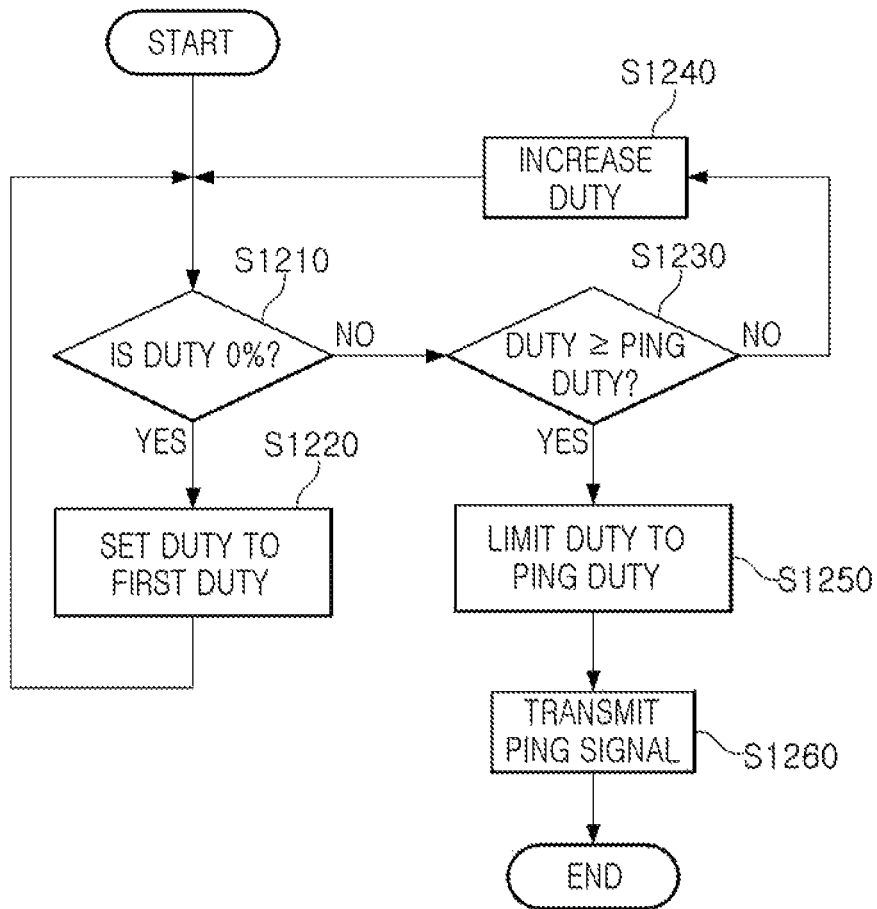 START
S1240
INCREASE
DUTY
S1210
S1230
IS DUTY 0%?
NO
DUTY ≥ PING
DUTY?
NO
YES
S1220
YES
SET DUTY TO
FIRST DUTY
LIMIT DUTY TO
PING DUTY
S1250
TRANSMIT
PING SIGNAL
S1260
END